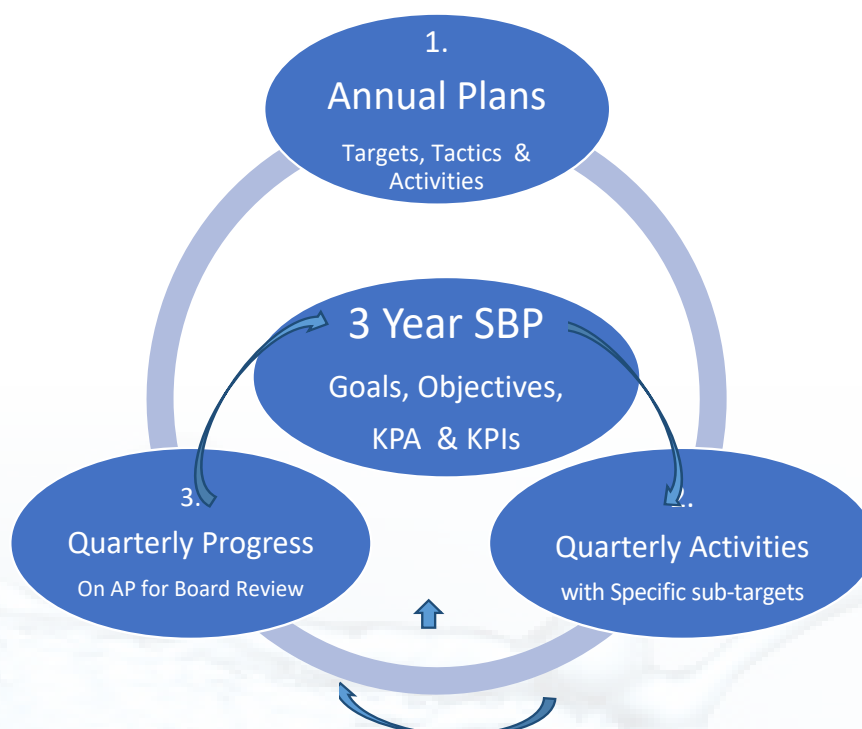 1.
Annual Plans
Targets, Tactics &
Activities
3 Year SBP
Goals, Objectives,
KPA & KPIs
3.
Quarterly Progress
On AP for Board Review
2.
Quarterly Activities
with Specific sub-targets